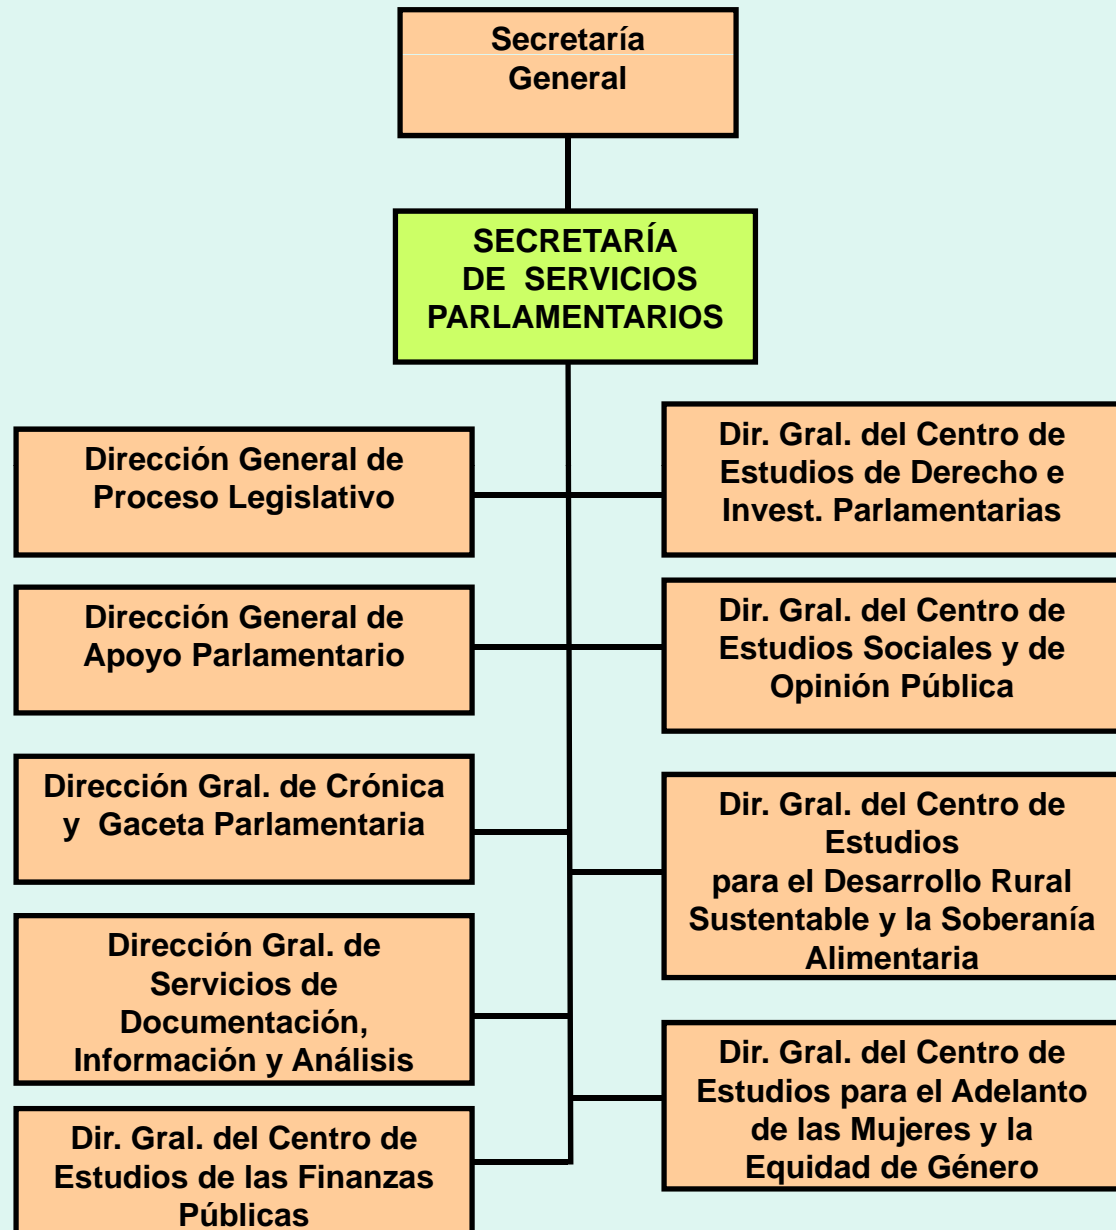 Secretaría
General
SECRETARÍA
DE SERVICIOS
PARLAMENTARIOS
Dirección General de
Proceso Legislativo
Dirección General de
Apoyo Parlamentario
Dirección Gral. de Crónica
y Gaceta Parlamentaria
Dirección Gral. de
Servicios de
Documentación,
Información y Análisis
Dir. Gral. del Centro de
Estudios de las Finanzas
Públicas
Dir. Gral. del Centro de
Estudios de Derecho e
Invest. Parlamentarias
Dir. Gral. del Centro de
Estudios Sociales y de
Opinión Pública
Dir. Gral. del Centro de
Estudios
para el Desarrollo Rural
Sustentable y la Soberanía
Alimentaria
Dir. Gral. del Centro de
Estudios para el Adelanto
de las Mujeres y la
Equidad de Género